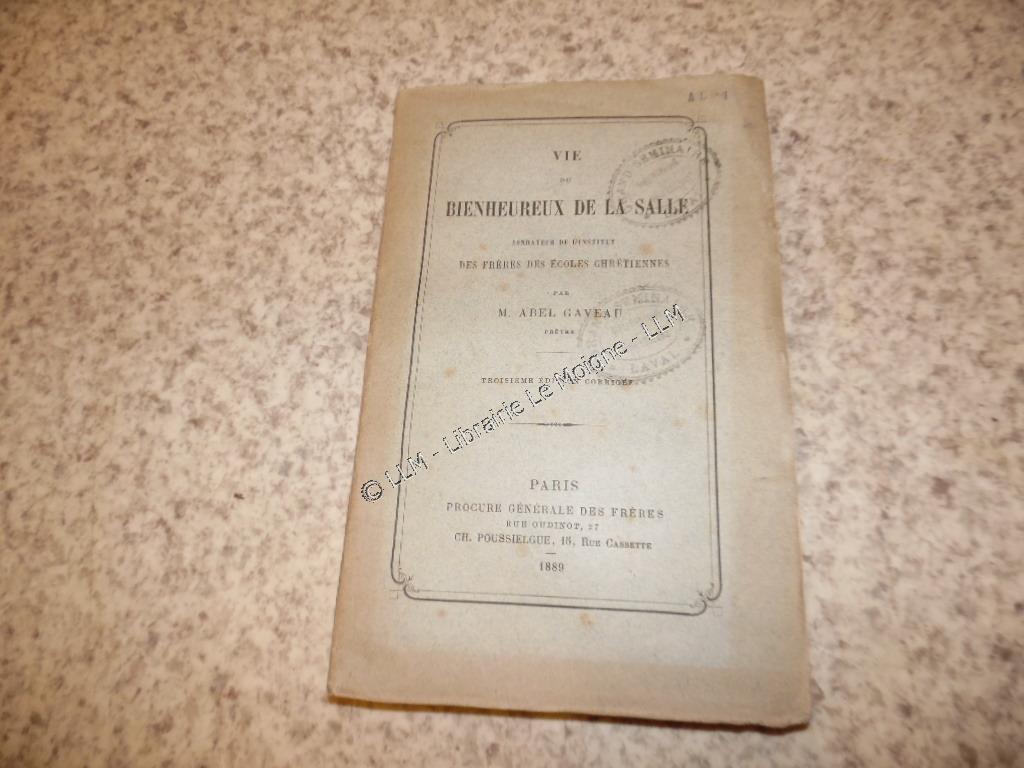 VIE
DU
BIENHEUREUX DE LA SALLE
FONDATEUR DE L'INSTITUT
DES FRÈRES DES ÉCOLES CHRÉTIENNES
PAR
M. ABEL GAVEAU
PRÊTRE
TROISIÈME ÉDITION CORRIGÉE
PARIS
PROCURE GÉNÉRALE DES FRÈRES
RUE OUDINOT, 27
CH. POUSSIELGUE, 15, RUE CASSETTE
1889
LAVAL
© LLM - Librairie Le Moigne - LLM